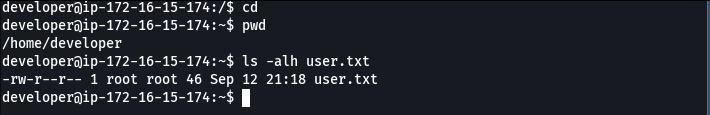 developer@ip-172-16-15-174:/$ cd
developer@ip-172-16-15-174:~$ pwd
/home/developer
developer@ip-172-16-15-174:~$ ls -alh user.txt
-rw-r--r-- 1 root root 46 Sep 12 21:18 user.txt
developer@ip-172-16-15-174:~$